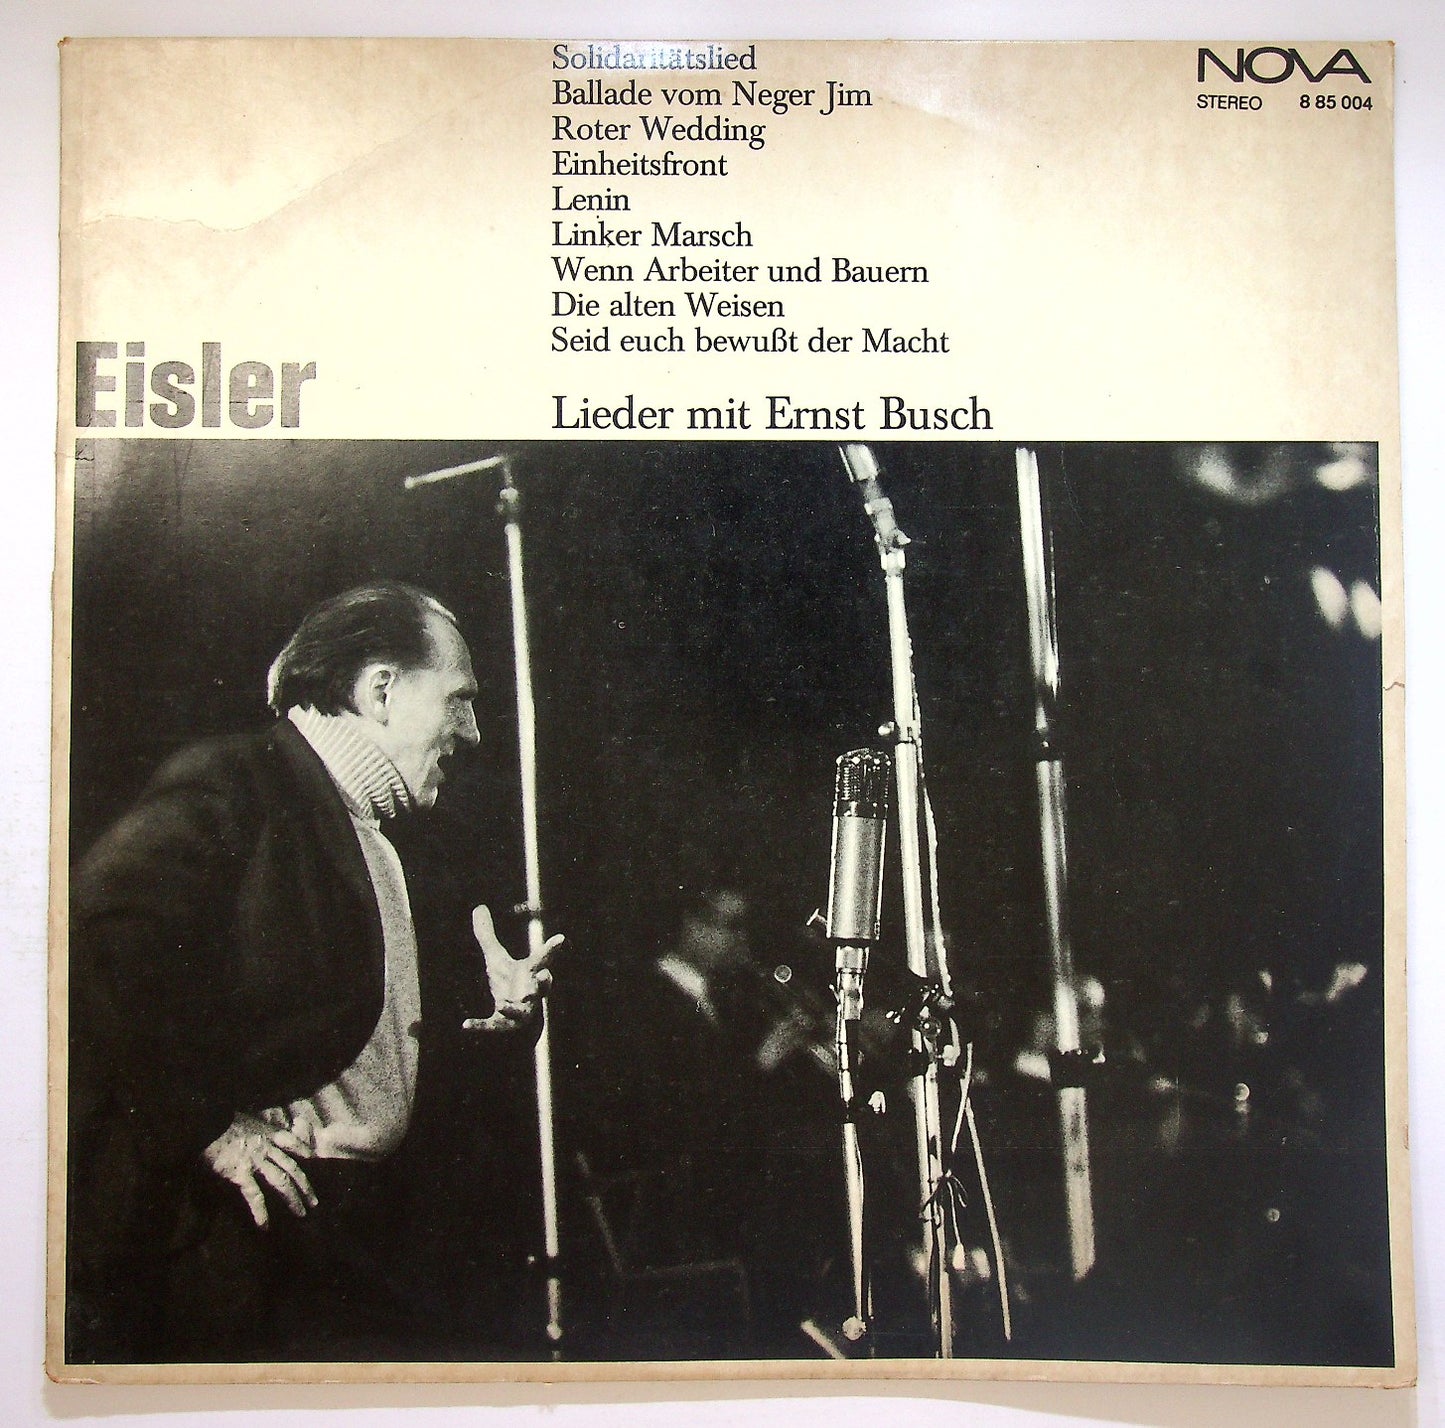 Solidaritätslied
Ballade vom Neger Jim
Roter Wedding
Einheitsfront
Lenin
Linker Marsch
Wenn Arbeiter und Bauern
Die alten Weisen
Seid euch bewußt der Macht
NOVA
STEREO 8 85 004
Eisler
Lieder mit Ernst Busch